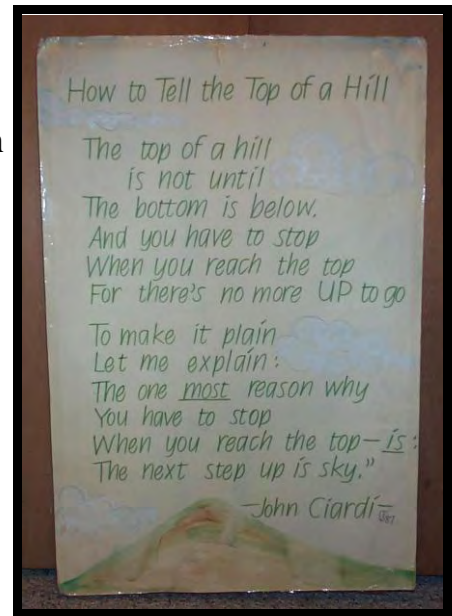 How to Tell the Top of a Hill
The top of a hill
is not until
The bottom is below.
And you have to stop
When you reach the top
For there's no more UP to go
To make it plain
Let me explain:
The one most reason why
You have to stop
When you reach the top—is:
The next step up is sky."
—John Ciardi—